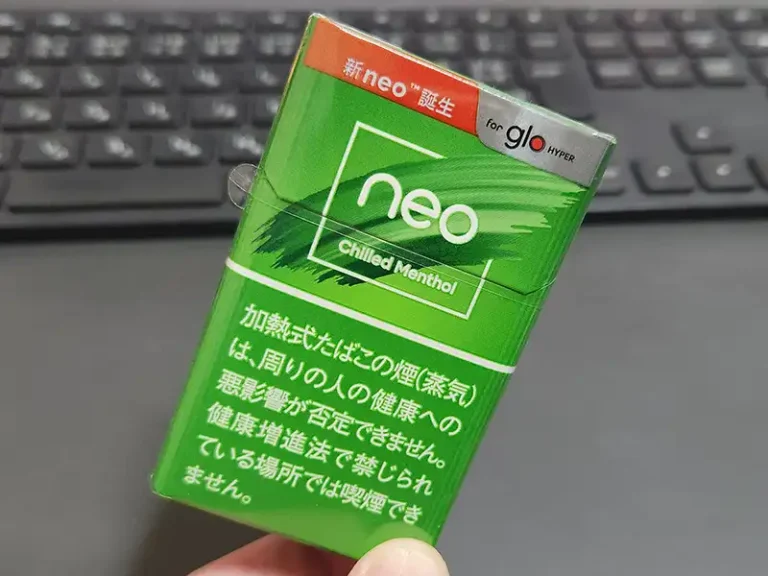 新neo™誕生
for glo HYPER
neo
Chilled Menthol
加熱式たばこの煙(蒸気)
は、周りの人の健康への
悪影響が否定できません。
健康増進法で禁じられ
ている場所では喫煙でき
ません。